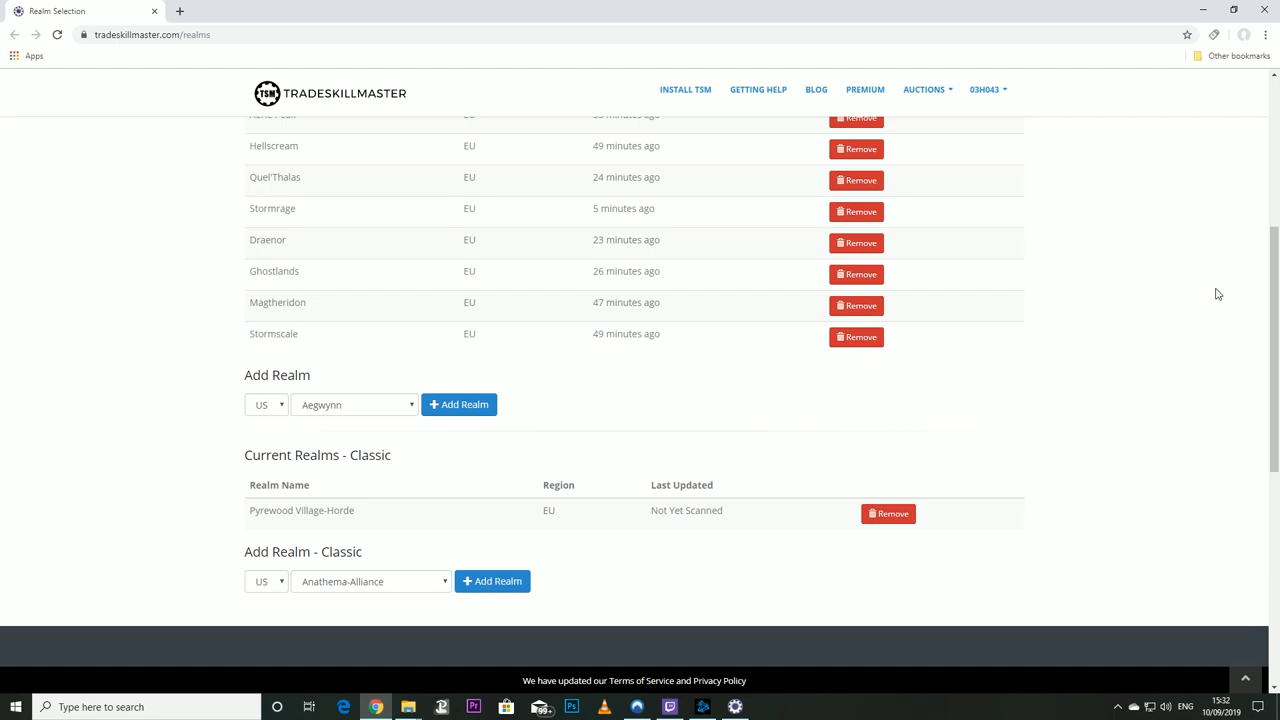 Realm Selection
tradeskillmaster.com/realms
Apps
Other bookmarks
TSM TRADESKILLMASTER
INSTALL TSM GETTING HELP BLOG PREMIUM AUCTIONS 03H043
EU Remove
Hellscream EU 49 minutes ago Remove
Quel'Thalas EU 24 minutes ago Remove
Stormrage EU 5 minutes ago Remove
Draenor EU 23 minutes ago Remove
Ghostlands EU 26 minutes ago Remove
Magtheridon EU 47 minutes ago Remove
Stormscale EU 49 minutes ago Remove
Add Realm
US Aegwynn + Add Realm
Current Realms - Classic
Realm Name Region Last Updated
Pyrewood Village-Horde EU Not Yet Scanned Remove
Add Realm - Classic
US Anathema-Alliance + Add Realm
We have updated our Terms of Service and Privacy Policy
Type here to search
Pr
99+
Ps
ENG
15:32
10/09/2019